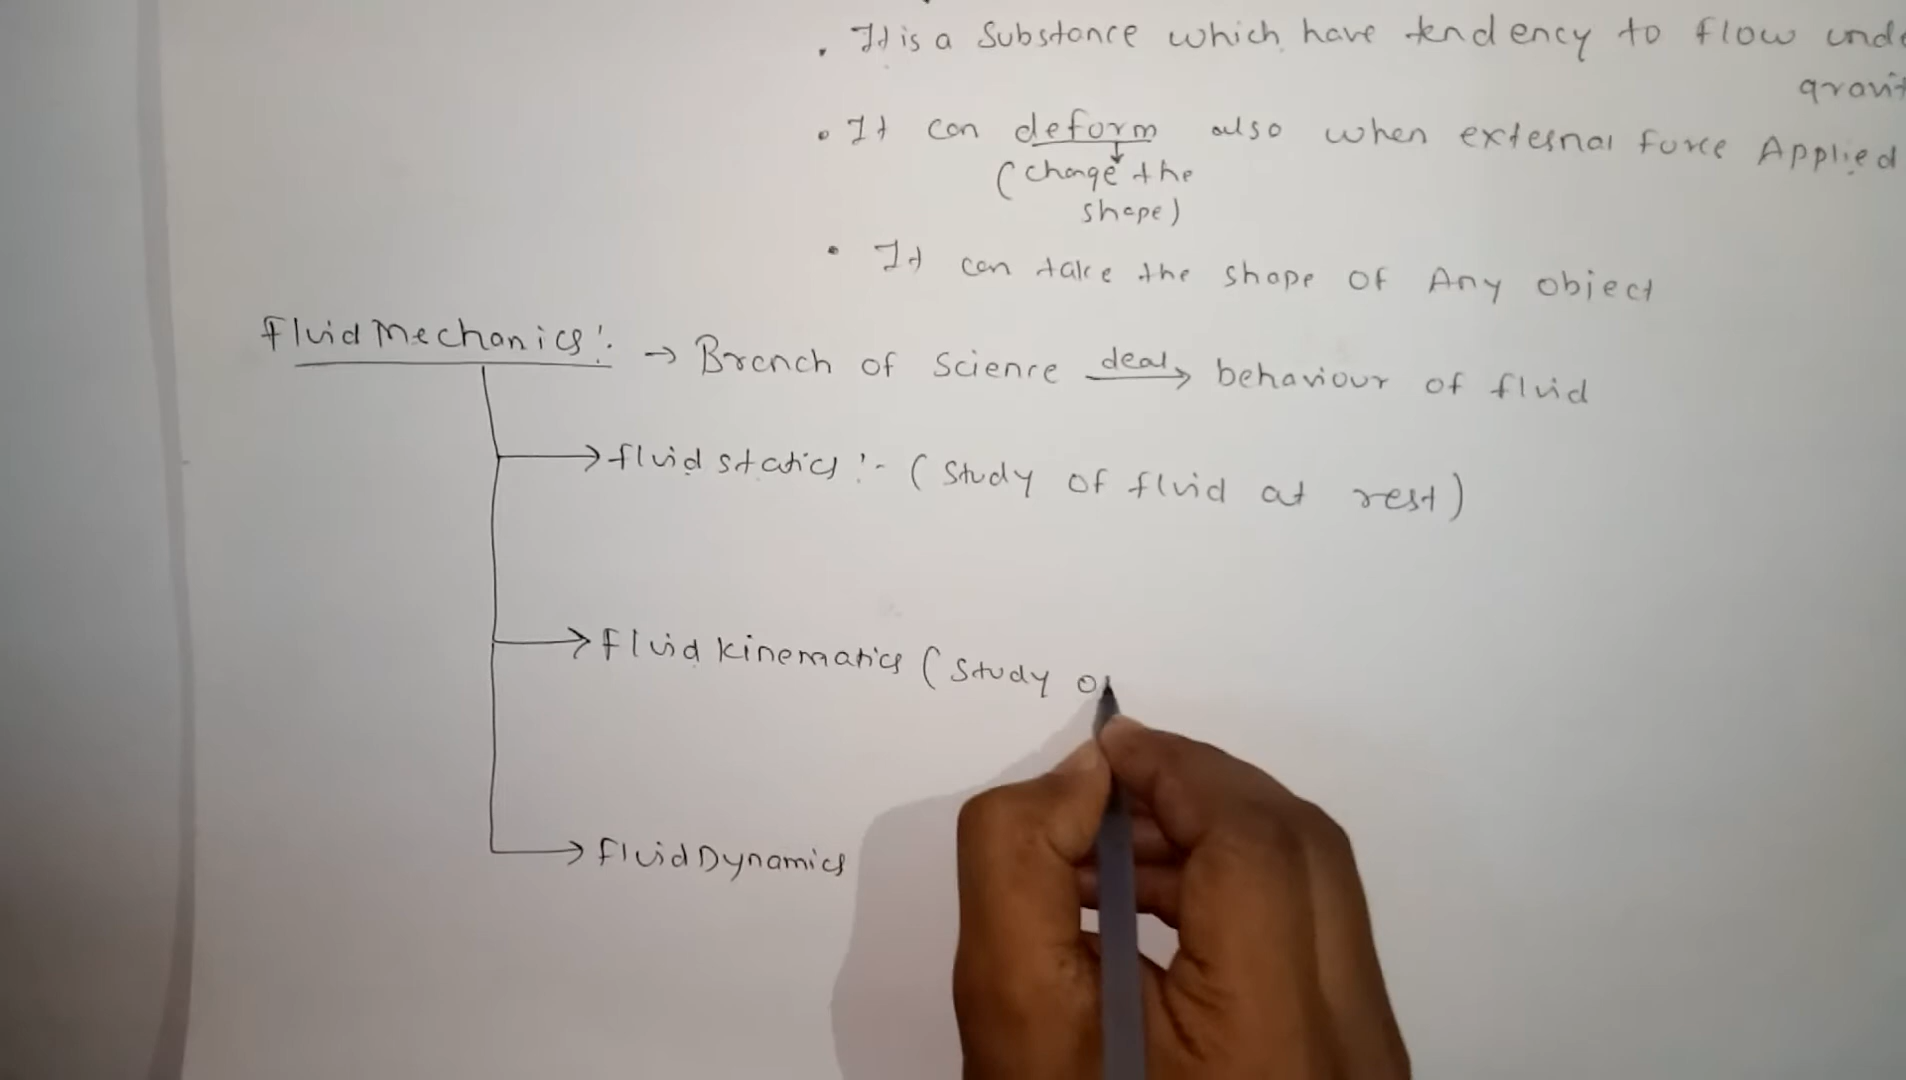 . It is a substance which have tendency to flow
• It can deform also when external force Applied
(change the
shape)
• It can take the shape of Any object
Fluid Mechanics :- → Branch of science deal → behaviour of fluid
→ fluid statics :- ( Study of fluid at rest )
→ fluid kinematics ( Study
→ Fluid Dynamics